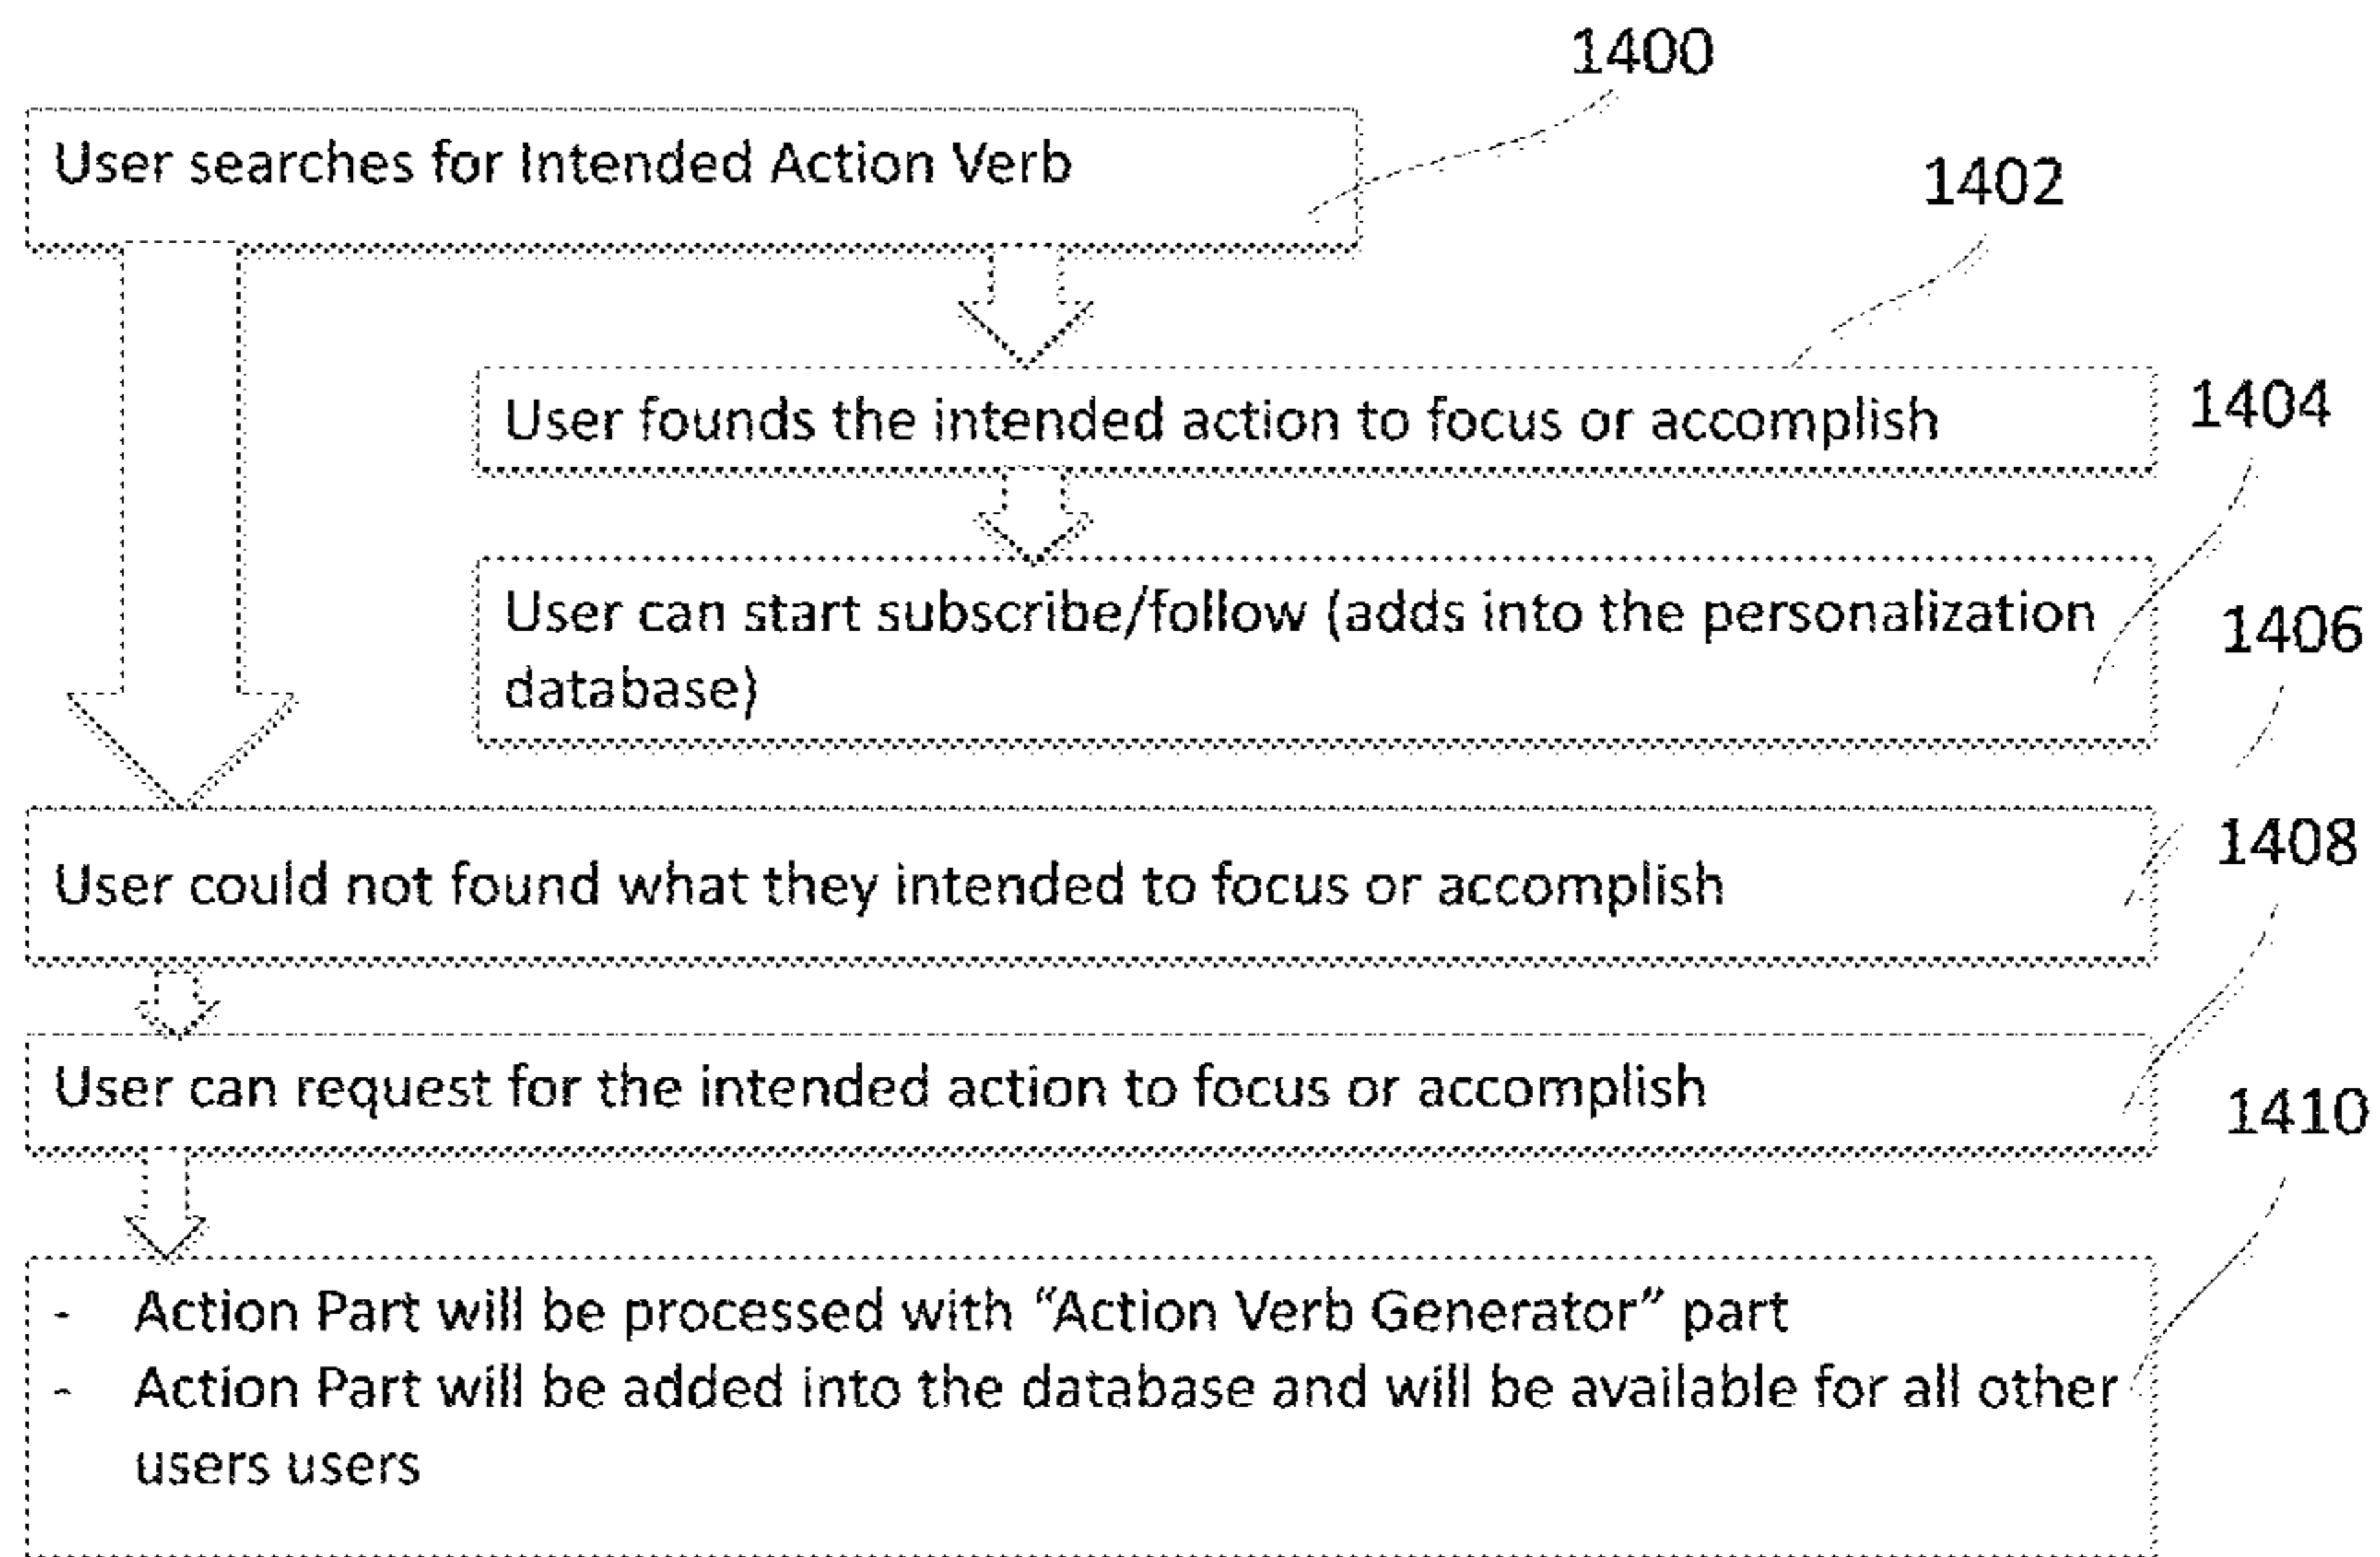 1400
User searches for Intended Action Verb
1402
User founds the intended action to focus or accomplish
1404
User can start subscribe/follow (adds into the personalization
database)
1406
User could not found what they intended to focus or accomplish
1408
User can request for the intended action to focus or accomplish
1410
- Action Part will be processed with “Action Verb Generator” part
- Action Part will be added into the database and will be available for all other
users users